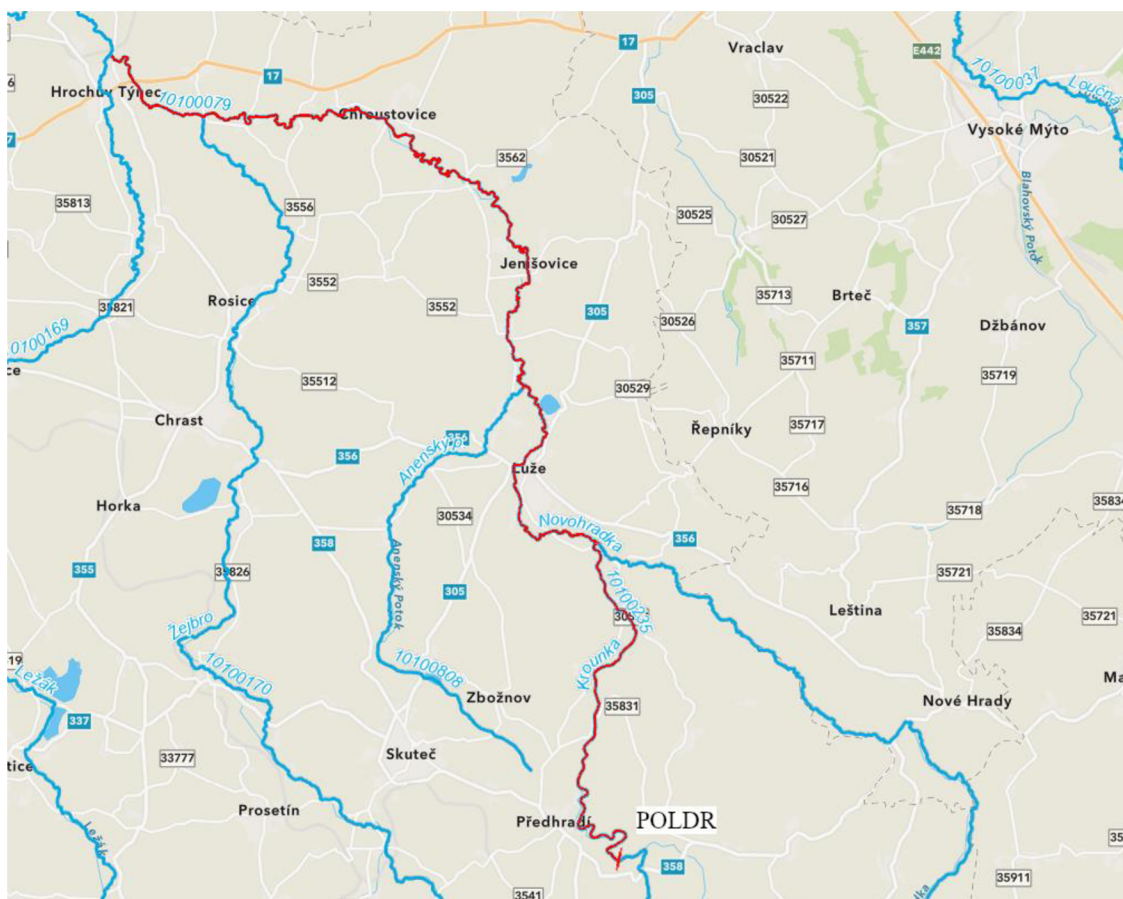 17
Vraclav
E442
10100037
Loučná
17
305
Hrochův Týnec
10100079
Chroustovice
30522
Vysoké Mýto
3562
30521
Blahovský Potok
35813
3556
30525
30527
Jenišovice
3552
35713
Rosice
35821
3552
305
Brteč
30526
357
Džbánov
10100169
35711
35512
30529
35719
Chrast
35717
Řepníky
356
356
Anenský p.
Luže
35716
Horka
30534
35718
35834
358
Novohradka
356
Anenský Potok
355
35826
305
10100235
35721
Leština
35721
35834
Žejbro
Krounka
10100808
Ležák
10100170
Zbožnov
35831
Nové Hrady
337
33777
Skuteč
Prosetín
Předhradí
POLDR
Ležák
358
3541
35911